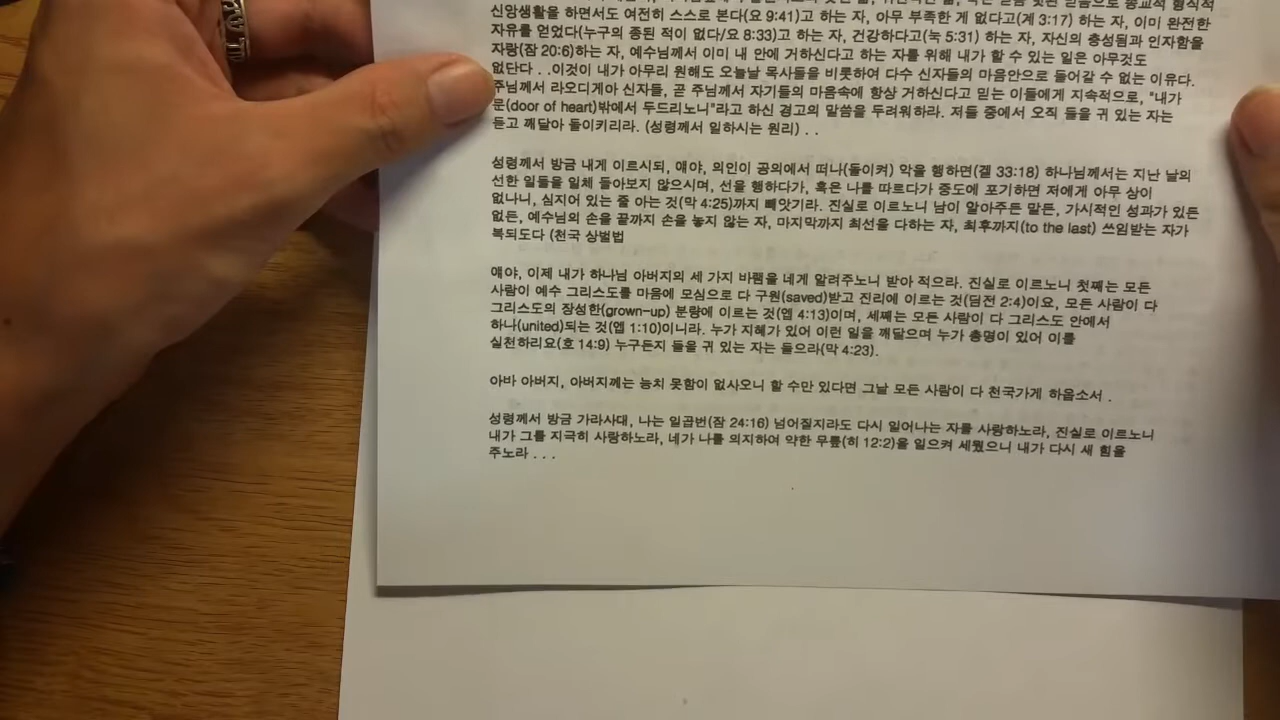 신앙생활을 하면서도 여전히 스스로 본다(요 9:41)고 하는 자, 아무 부족한 게 없다고(계 3:17) 하는 자, 이미 완전한
자유를 얻었다(누구의 종된 적이 없다/요 8:33)고 하는 자, 건강하다고(눅 5:31) 하는 자, 자신의 충성됨과 인자함을
자랑(잠 20:6)하는 자, 예수님께서 이미 내 안에 거하신다고 하는 자를 위해 내가 할 수 있는 일은 아무것도
없단다 . .이것이 내가 아무리 원해도 오늘날 목사들을 비롯하여 다수 신자들의 마음안으로 들어갈 수 없는 이유다.
주님께서 라오디게아 신자들, 곧 주님께서 자기들의 마음속에 항상 거하신다고 믿는 이들에게 지속적으로, "내가
문(door of heart)밖에서 두드리노니"라고 하신 경고의 말씀을 두려워하라. 저들 중에서 오직 들을 귀 있는 자는
듣고 깨달아 돌이키리라. (성령께서 일하시는 원리) . .
성령께서 방금 내게 이르시되, 얘야, 의인이 공의에서 떠나(돌이켜) 악을 행하면(겔 33:18) 하나님께서는 지난 날의
선한 일들을 일체 돌아보지 않으시며, 선을 행하다가, 혹은 나를 따르다가 중도에 포기하면 저에게 아무 상이
없나니, 심지어 있는 줄 아는 것(막 4:25)까지 빼앗기라. 진실로 이르노니 남이 알아주든 말든, 가시적인 성과가 있든
없든, 예수님의 손을 끝까지 손을 놓지 않는 자, 마지막까지 최선을 다하는 자, 최후까지(to the last) 쓰임받는 자가
복되도다 (천국 상벌법
얘야, 이제 내가 하나님 아버지의 세 가지 바램을 네게 알려주노니 받아 적으라. 진실로 이르노니 첫째는 모든
사람이 예수 그리스도를 마음에 모심으로 다 구원(saved)받고 진리에 이르는 것(딤전 2:4)이요, 모든 사람이 다
그리스도의 장성한(grown-up) 분량에 이르는 것(엡 4:13)이며, 세째는 모든 사람이 다 그리스도 안에서
하나(united)되는 것(엡 1:10)이니라. 누가 지혜가 있어 이런 일을 깨달으며 누가 총명이 있어 이를
실천하리요(호 14:9) 누구든지 들을 귀 있는 자는 들으라(막 4:23).
아바 아버지, 아버지께는 능치 못함이 없사오니 할 수만 있다면 그날 모든 사람이 다 천국가게 하옵소서 .
성령께서 방금 가라사대, 나는 일곱번(잠 24:16) 넘어질지라도 다시 일어나는 자를 사랑하노라, 진실로 이르노니
내가 그를 지극히 사랑하노라, 네가 나를 의지하여 약한 무릎(히 12:2)을 일으켜 세웠으니 내가 다시 새 힘을
주노라 . . .